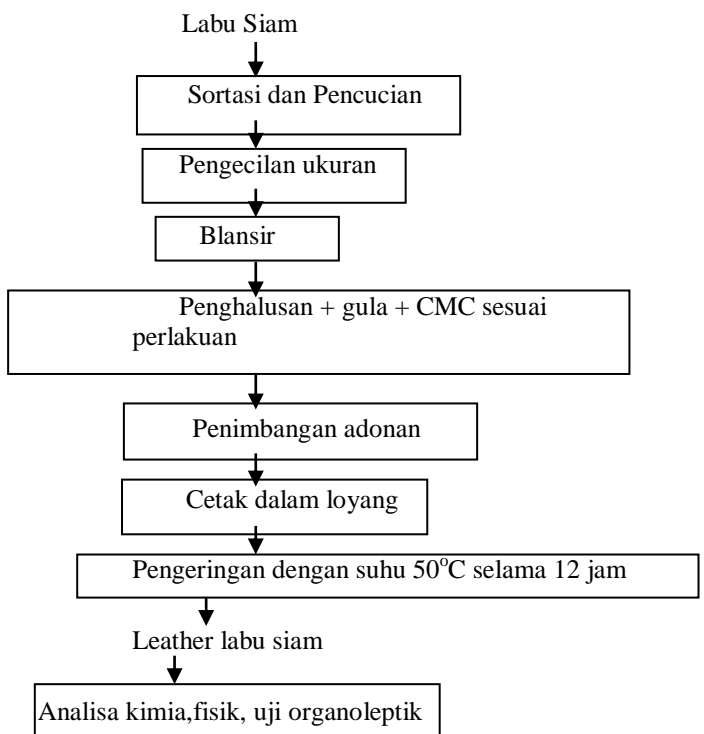 Labu Siam
Sortasi dan Pencucian
Pengecilan ukuran
Blansir
Penghalusan + gula + CMC sesuai
perlakuan
Penimbangan adonan
Cetak dalam loyang
Pengeringan dengan suhu 50°C selama 12 jam
Leather labu siam
Analisa kimia,fisik, uji organoleptik